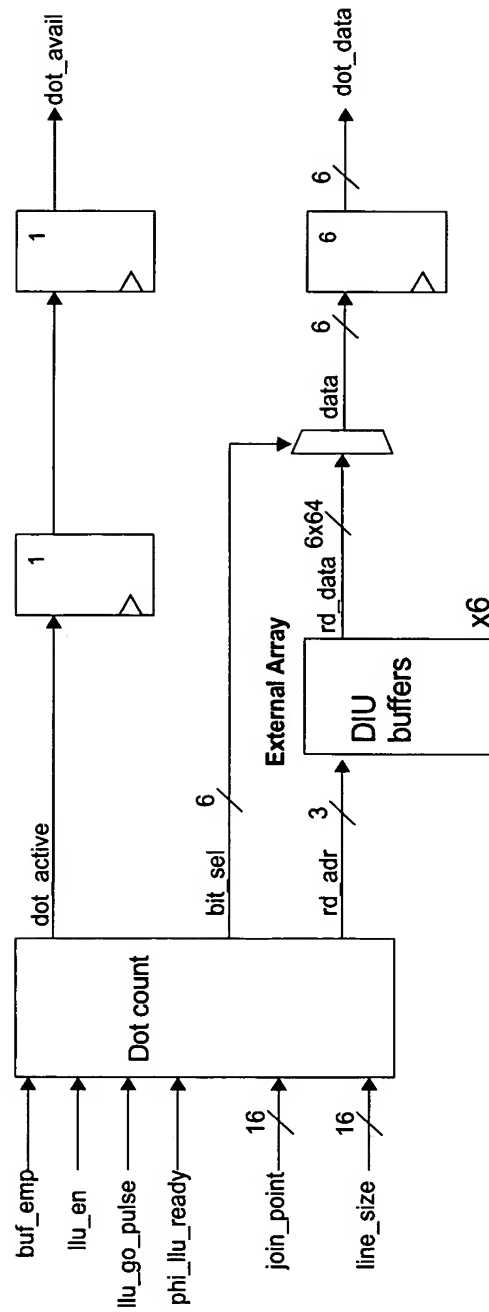 buf_emp
llu_en
llu_go_pulse
phi_llu_ready
join_point
16
line_size
16
Dot count
dot_active
bit_sel
6
rd_adr
3
External Array
DIU
buffers
x6
rd_data
6x64
data
6
1
1
6
6
dot_avail
dot_data